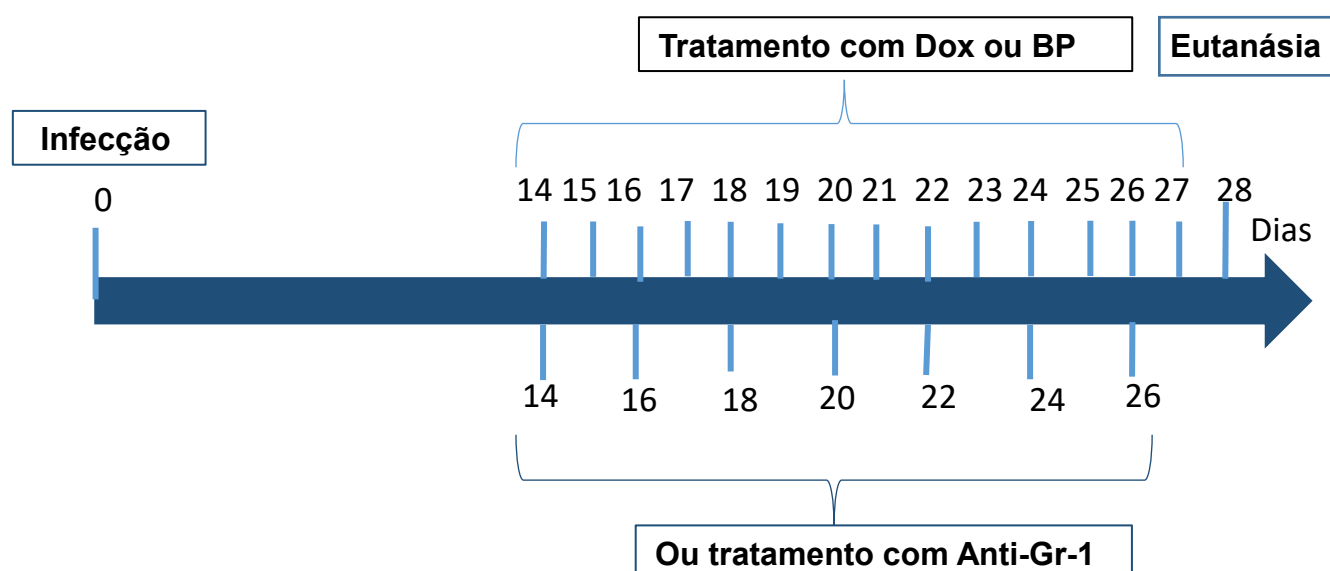 Tratamento com Dox ou BP
Eutanásia
Infecção
0
14 15 16 17 18 19 20 21 22 23 24 25 26 27 28
Dias
14 16 18 20 22 24 26
Ou tratamento com Anti-Gr-1